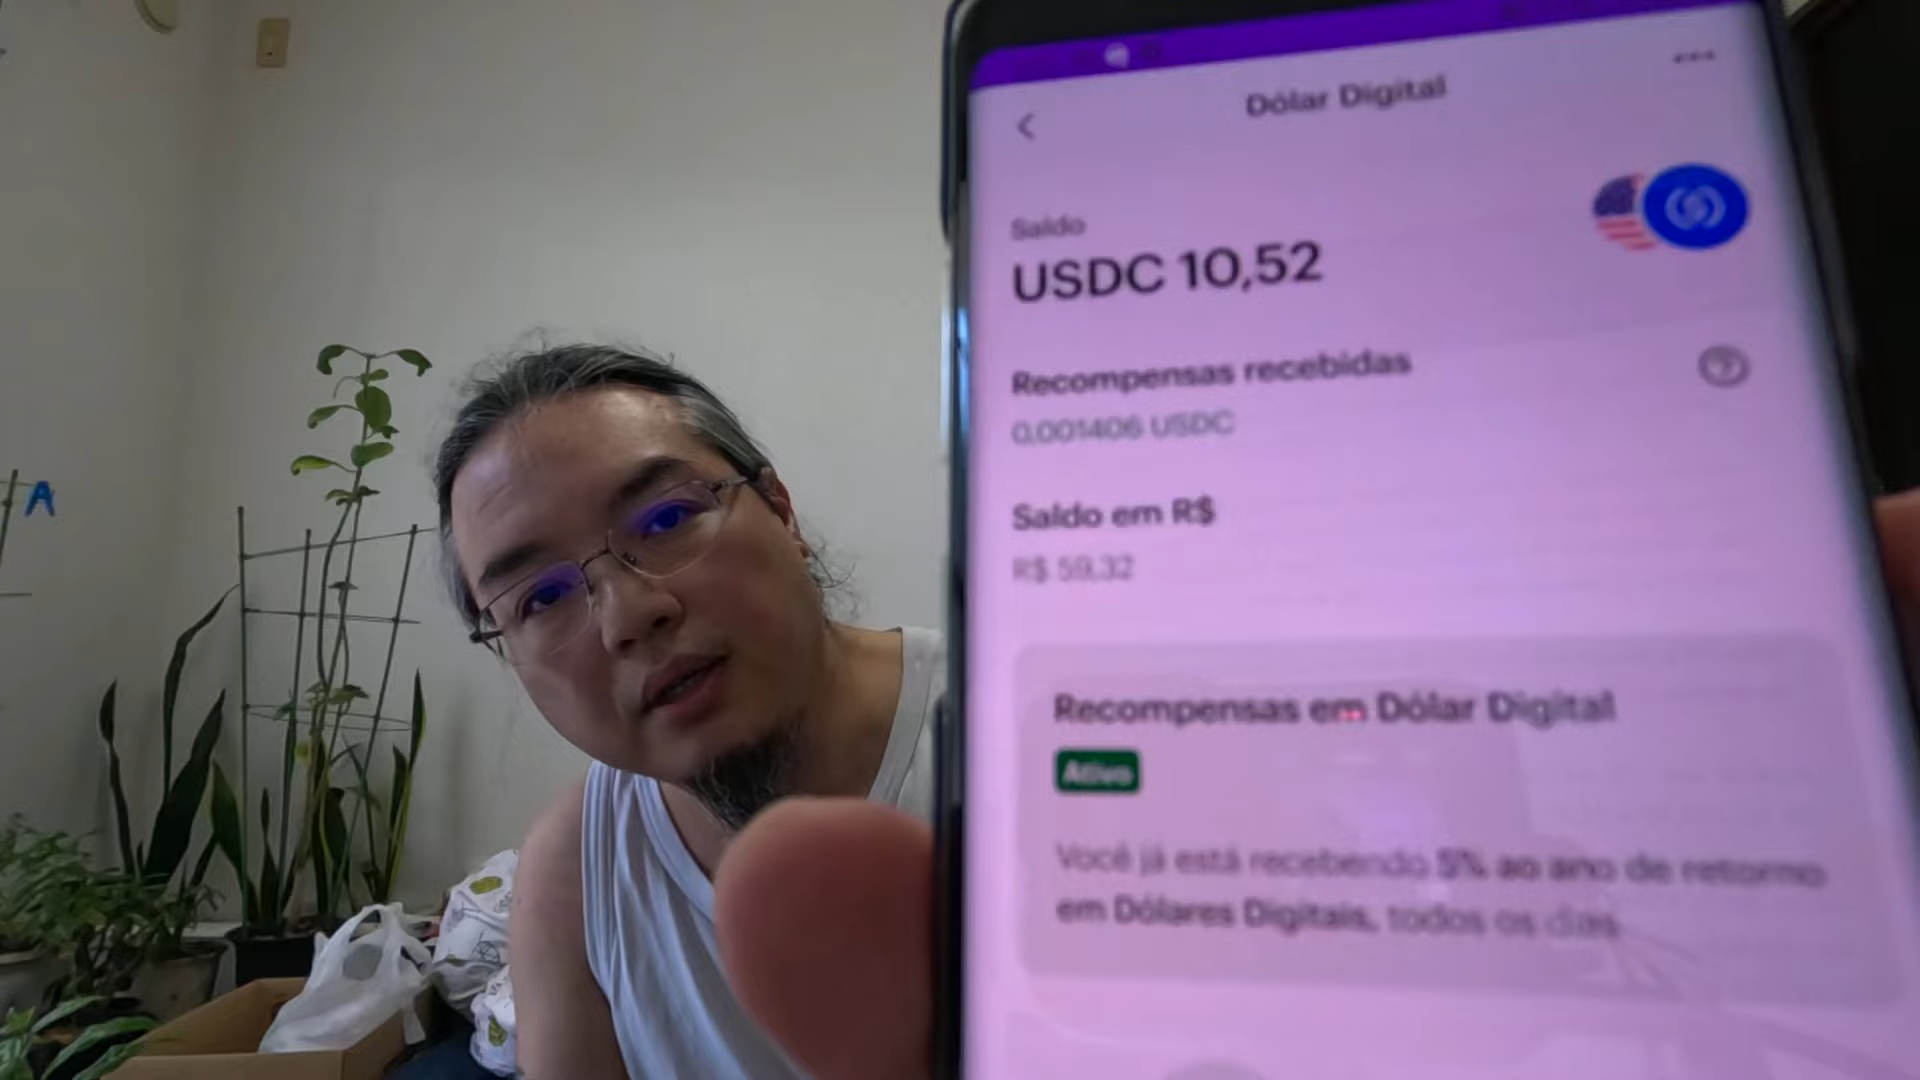 Dólar Digital
Saldo
USDC 10,52
Recompensas recebidas
0.001406 USDC
Saldo em R$
R$ 59,32
Recompensas em Dólar Digital
Ativo
Você já está recebendo 5% ao ano de retorno
em Dólares Digitais, todos os dias
A